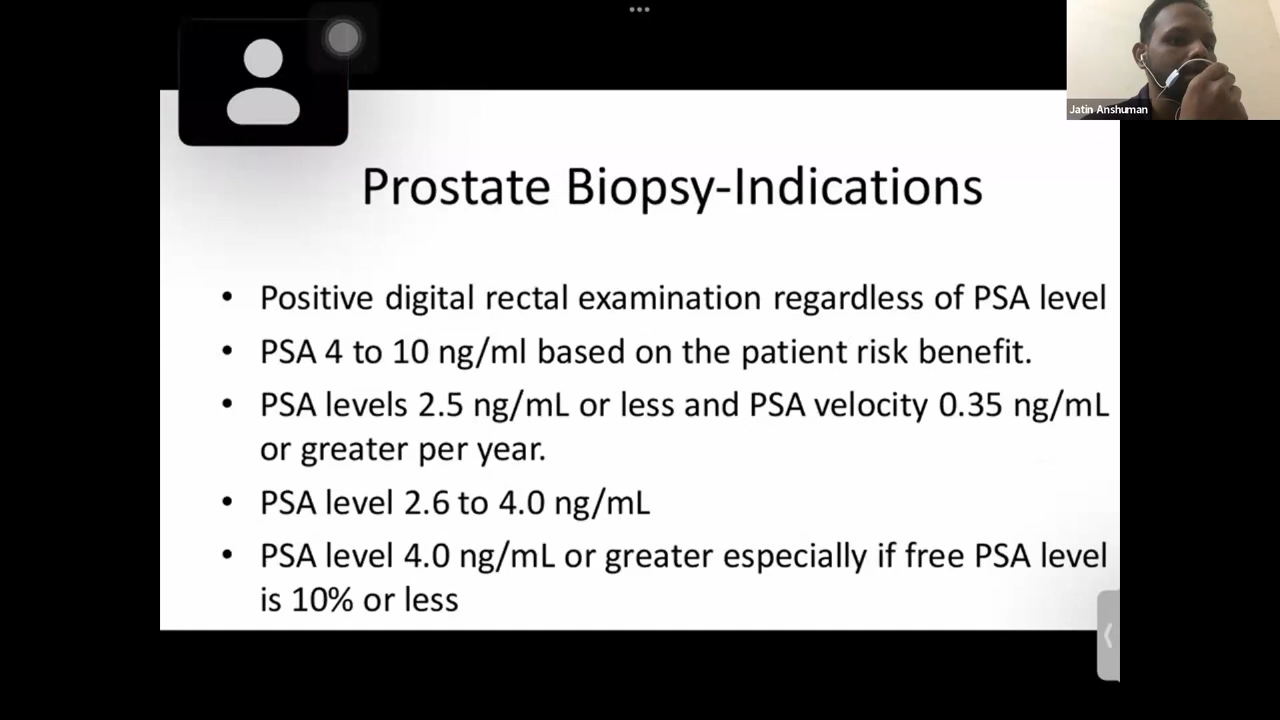 Jatin Anshuman
Prostate Biopsy-Indications
• Positive digital rectal examination regardless of PSA level
• PSA 4 to 10 ng/ml based on the patient risk benefit.
• PSA levels 2.5 ng/mL or less and PSA velocity 0.35 ng/mL
or greater per year.
• PSA level 2.6 to 4.0 ng/mL
• PSA level 4.0 ng/mL or greater especially if free PSA level
is 10% or less